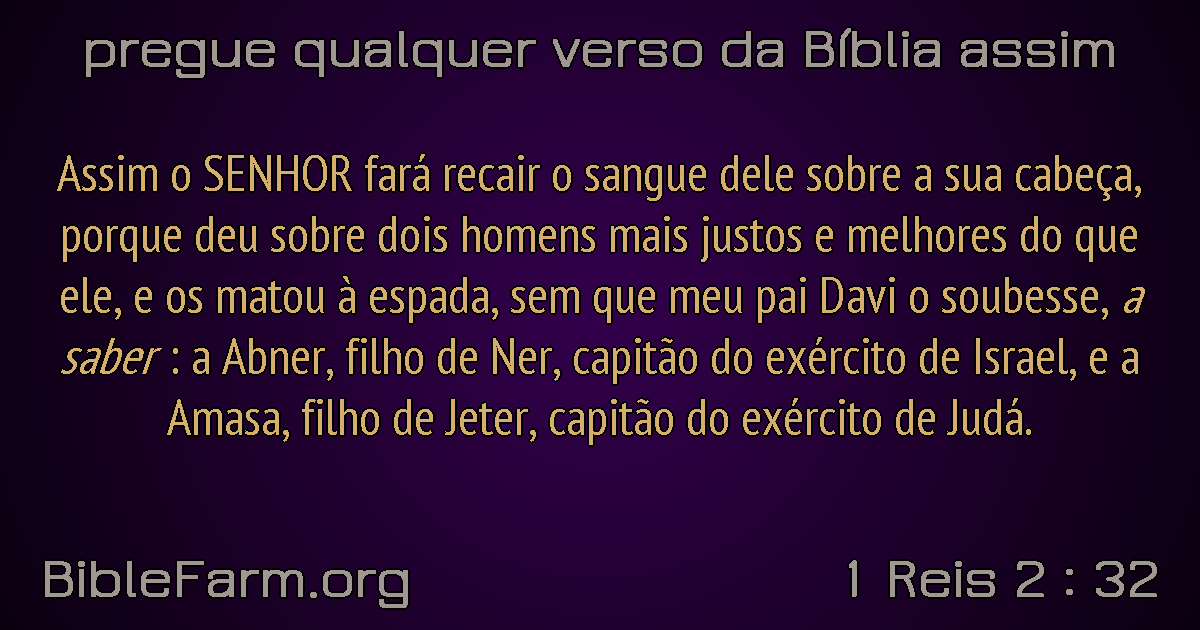 pregue qualquer verso da Bíblia assim
Assim o SENHOR fará recair o sangue dele sobre a sua cabeça,
porque deu sobre dois homens mais justos e melhores do que
ele, e os matou à espada, sem que meu pai Davi o soubesse, a
saber : a Abner, filho de Ner, capitão do exército de Israel, e a
Amasa, filho de Jeter, capitão do exército de Judá.
BibleFarm.org
1 Reis 2 : 32